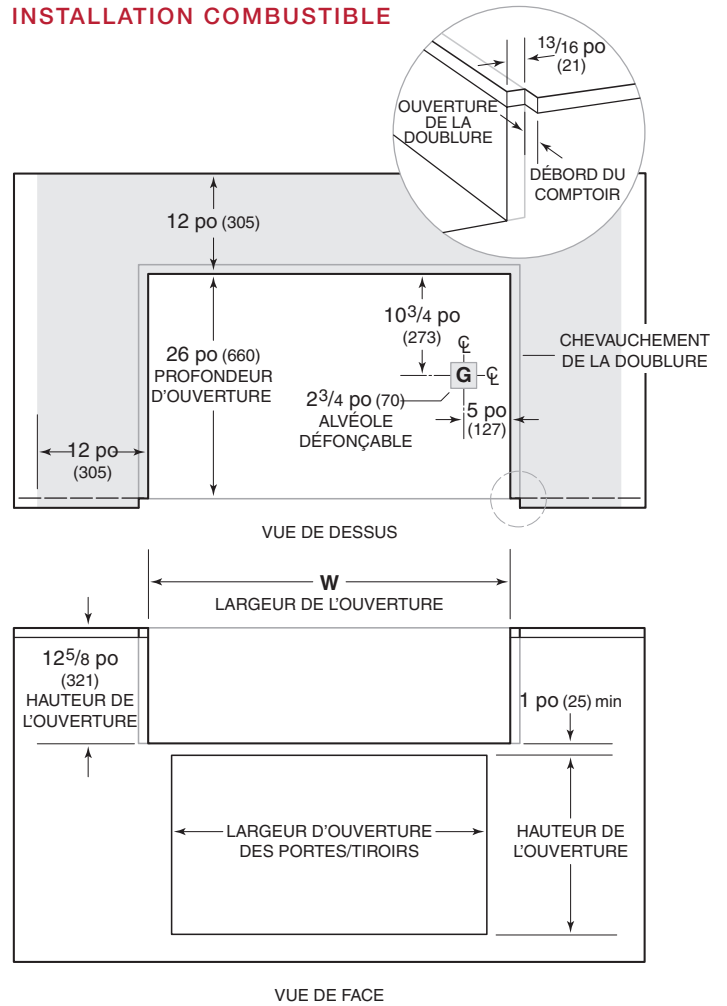 INSTALLATION COMBUSTIBLE
13/16 po
(21)
OUVERTURE
DE LA
DOUBLURE
DÉBORD DU
COMPTOIR
12 po (305)
26 po (660)
PROFONDEUR
D'OUVERTURE
10 3/4 po
(273)
℄
G
℄
2 3/4 po (70)
ALVÉOLE
DÉFONÇABLE
5 po
(127)
CHEVAUCHEMENT
DE LA DOUBLURE
12 po
(305)
VUE DE DESSUS
W
LARGEUR DE L'OUVERTURE
12 5/8 po
(321)
HAUTEUR DE
L'OUVERTURE
1 po (25) min
LARGEUR D'OUVERTURE
DES PORTES/TIROIRS
HAUTEUR DE
L'OUVERTURE
VUE DE FACE